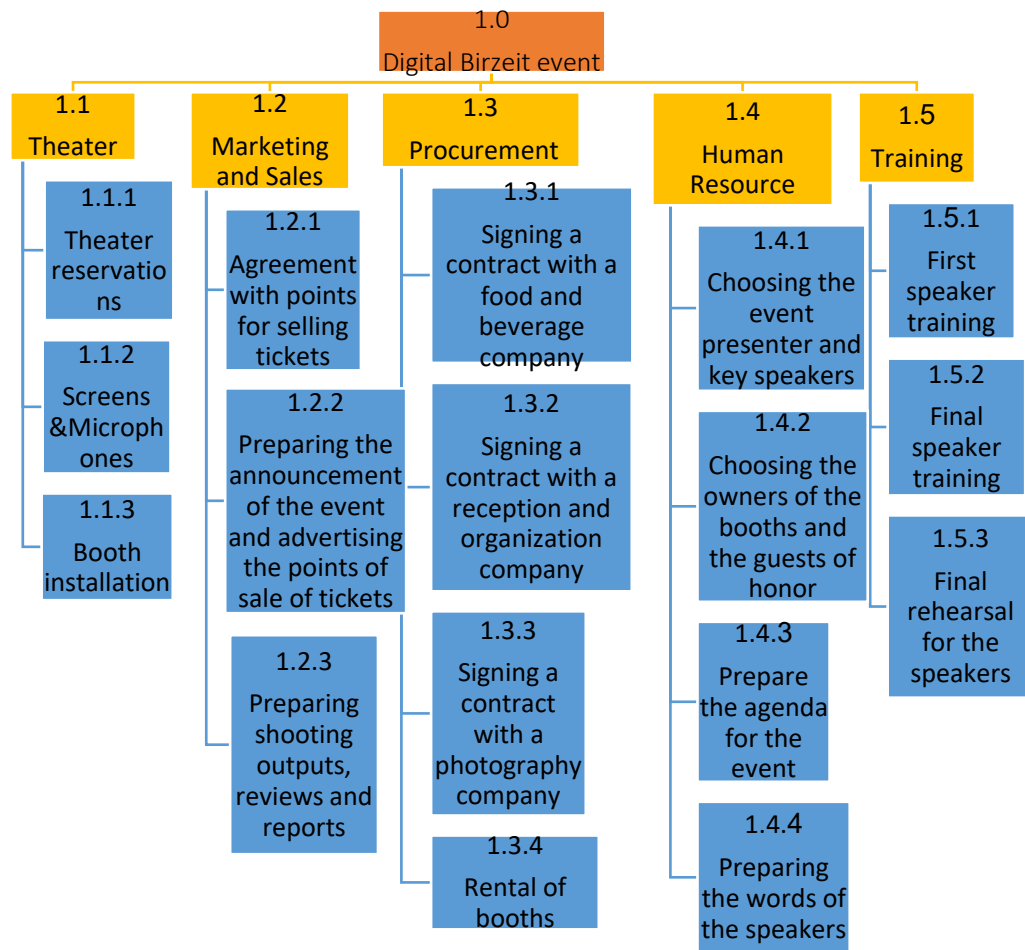 1.0
Digital Birzeit event
1.1
Theater
1.1.1
Theater
reservatio
ns
1.1.2
Screens
&Microph
ones
1.1.3
Booth
installation
1.2
Marketing
and Sales
1.2.1
Agreement
with points
for selling
tickets
1.2.2
Preparing the
announcement
of the event
and advertising
the points of
sale of tickets
1.2.3
Preparing
shooting
outputs,
reviews and
reports
1.3
Procurement
1.3.1
Signing a
contract with a
food and
beverage
company
1.3.2
Signing a
contract with a
reception and
organization
company
1.3.3
Signing a
contract
with a
photography
company
1.3.4
Rental of
booths
1.4
Human
Resource
1.4.1
Choosing the
event
presenter and
key speakers
1.4.2
Choosing the
owners of the
booths and
the guests of
honor
1.4.3
Prepare
the agenda
for the
event
1.4.4
Preparing
the words of
the speakers
1.5
Training
1.5.1
First
speaker
training
1.5.2
Final
speaker
training
1.5.3
Final
rehearsal
for the
speakers